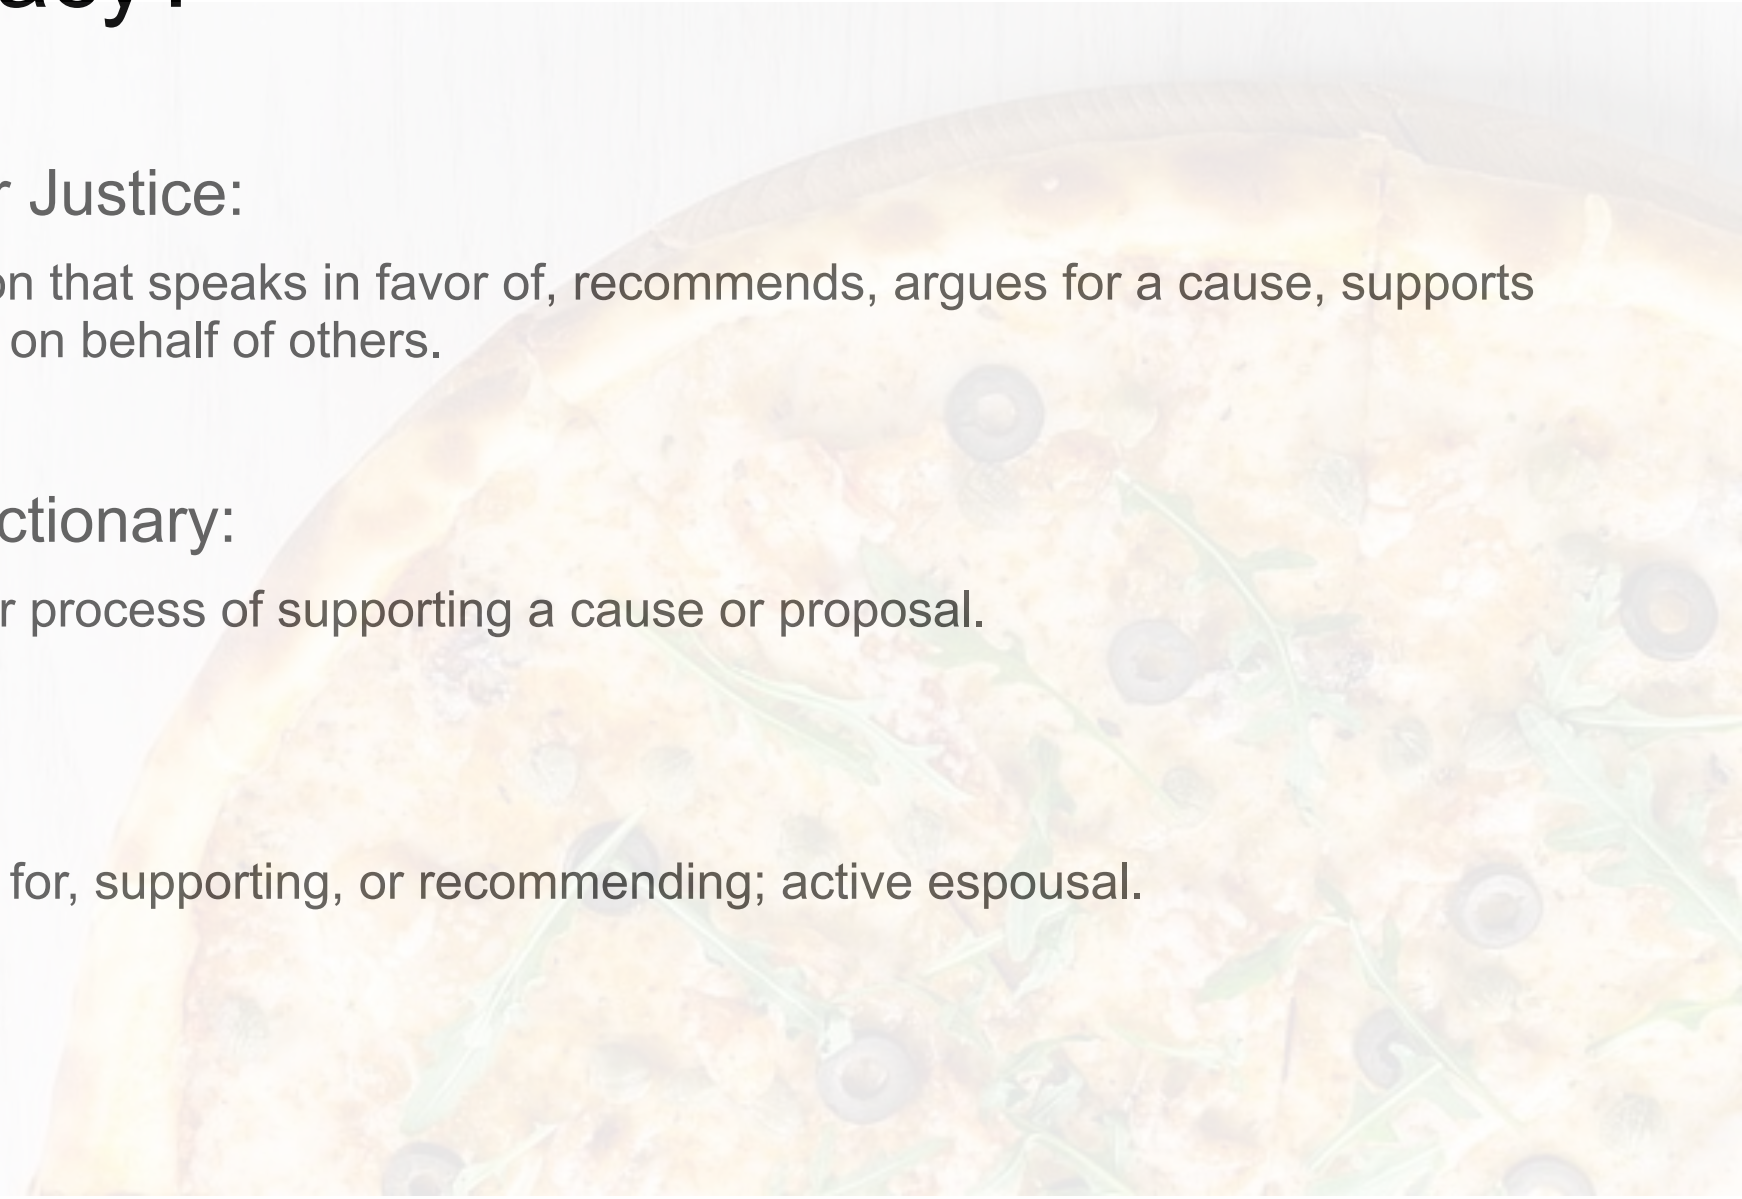 r Justice:
on that speaks in favor of, recommends, argues for a cause, supports
on behalf of others.
ctionary:
r process of supporting a cause or proposal.
for, supporting, or recommending; active espousal.